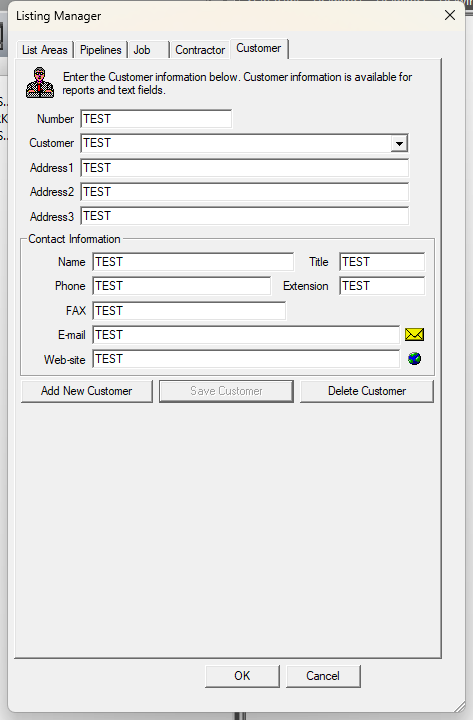 Listing Manager
List Areas
Pipelines
Job
Contractor
Customer
Enter the Customer information below. Customer information is available for
reports and text fields.
Number TEST
Customer TEST
Address1 TEST
Address2 TEST
Address3 TEST
Contact Information
Name TEST Title TEST
Phone TEST Extension TEST
FAX TEST
E-mail TEST
Web-site TEST
Add New Customer Save Customer Delete Customer
OK Cancel